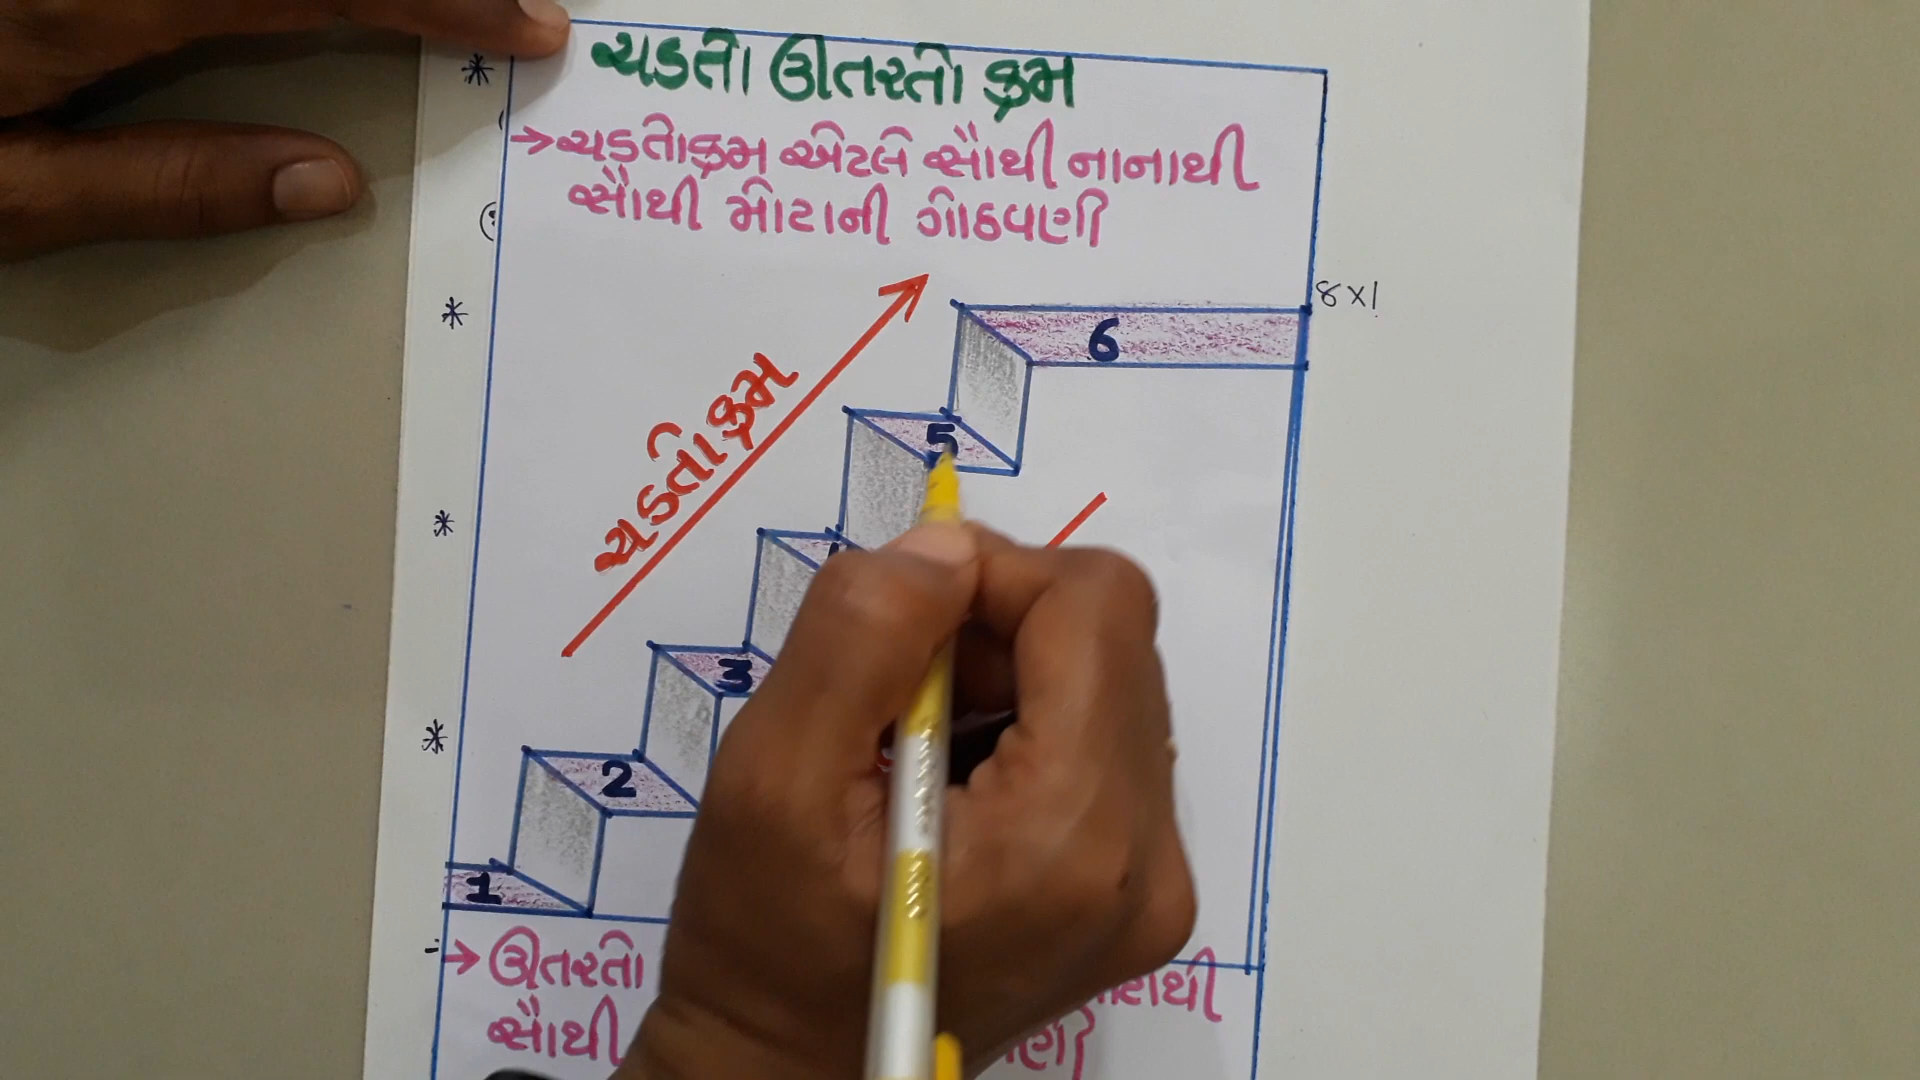 ચડતો ઊતરતો ક્રમ
→ ચડતોક્રમ એટલે સૌથી નાનાથી
સૌથી મોટાની ગોઠવણી
8 x 1
6
5
ચડતોક્રમ
3
2
1
→ ઊતરતો
સૌથી